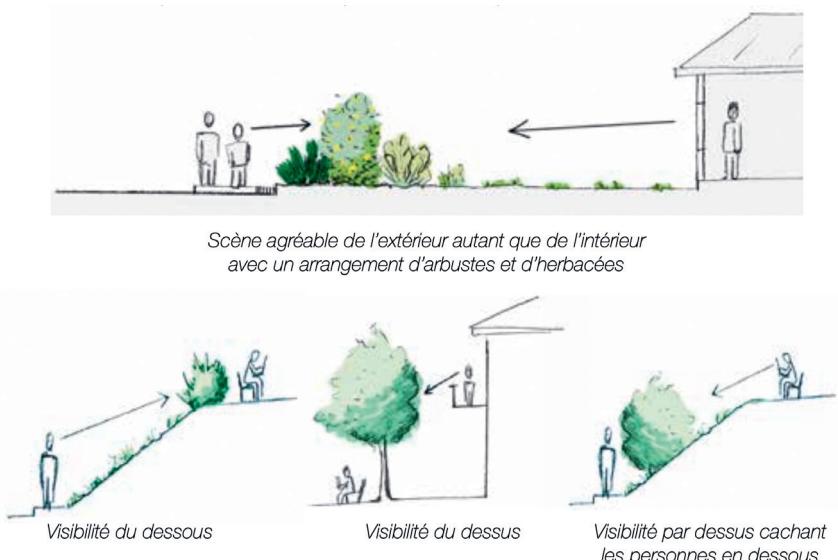 Scène agréable de l'extérieur autant que de l'intérieur
avec un arrangement d'arbustes et d'herbacées
Visibilité du dessous
Visibilité du dessus
Visibilité par dessus cachant
les personnes en dessous